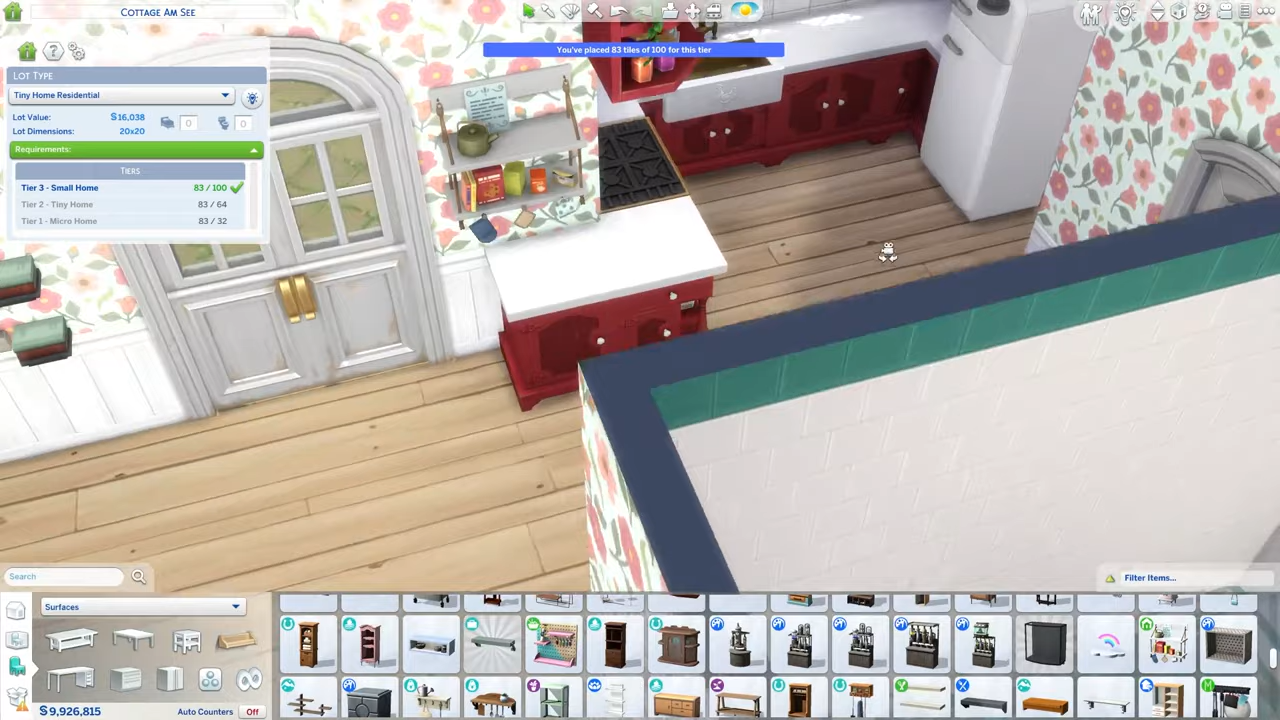 Cottage Am See
You've placed 83 tiles of 100 for this tier
Lot Type
Tiny Home Residential
Lot Value: §16,038
0
0
Lot Dimensions: 20x20
Requirements:
Tiers
Tier 3 - Small Home 83 / 100
Tier 2 - Tiny Home 83 / 64
Tier 1 - Micro Home 83 / 32
Search
Filter Items...
Surfaces
§9,926,815
Auto Counters Off